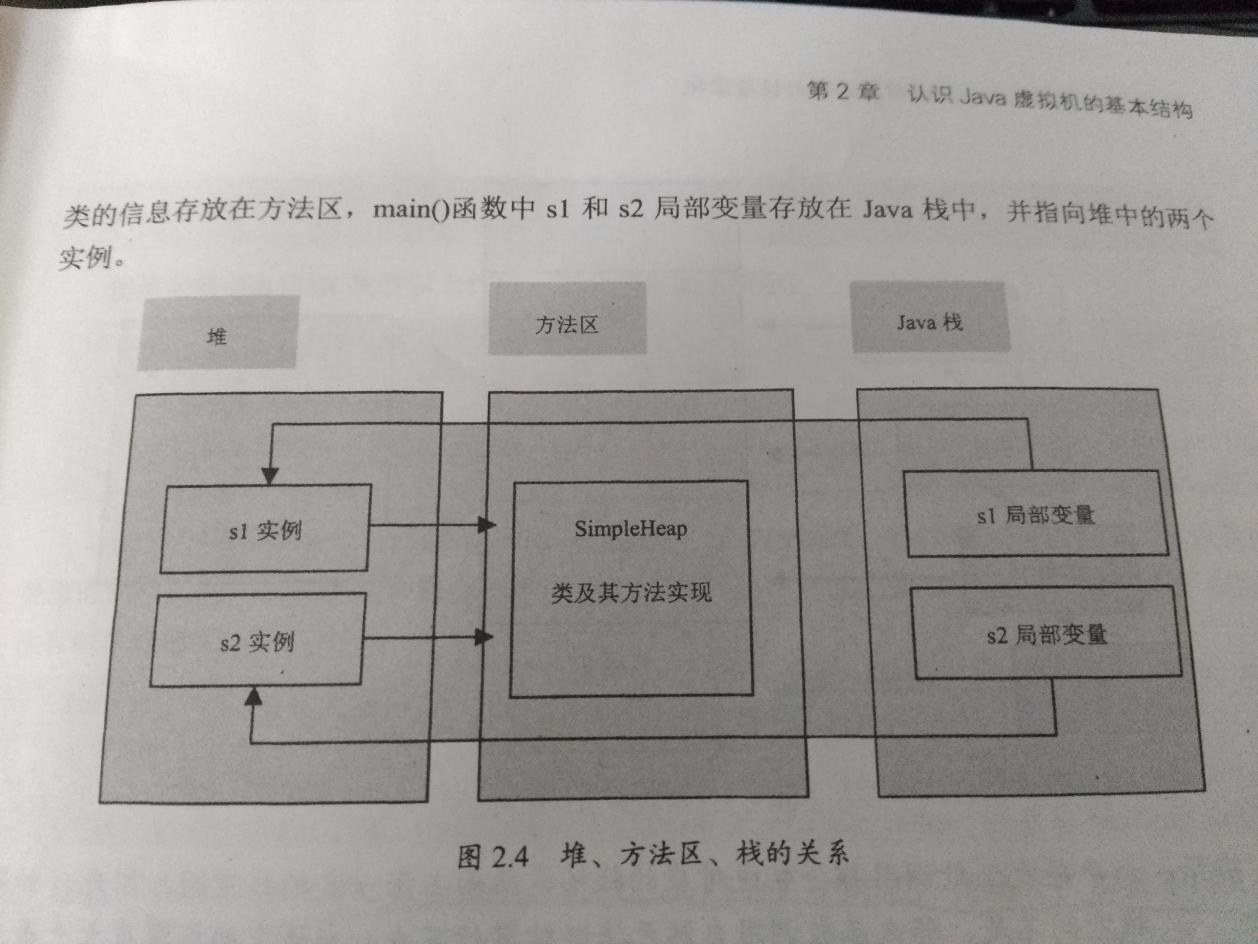 第 2 章 认识 Java 虚拟机的基本结构
类的信息存放在方法区，main()函数中 s1 和 s2 局部变量存放在 Java 栈中，并指向堆中的两个
实例。
堆
方法区
Java 栈
s1 实例
SimpleHeap
类及其方法实现
s1 局部变量
s2 实例
s2 局部变量
图 2.4 堆、方法区、栈的关系